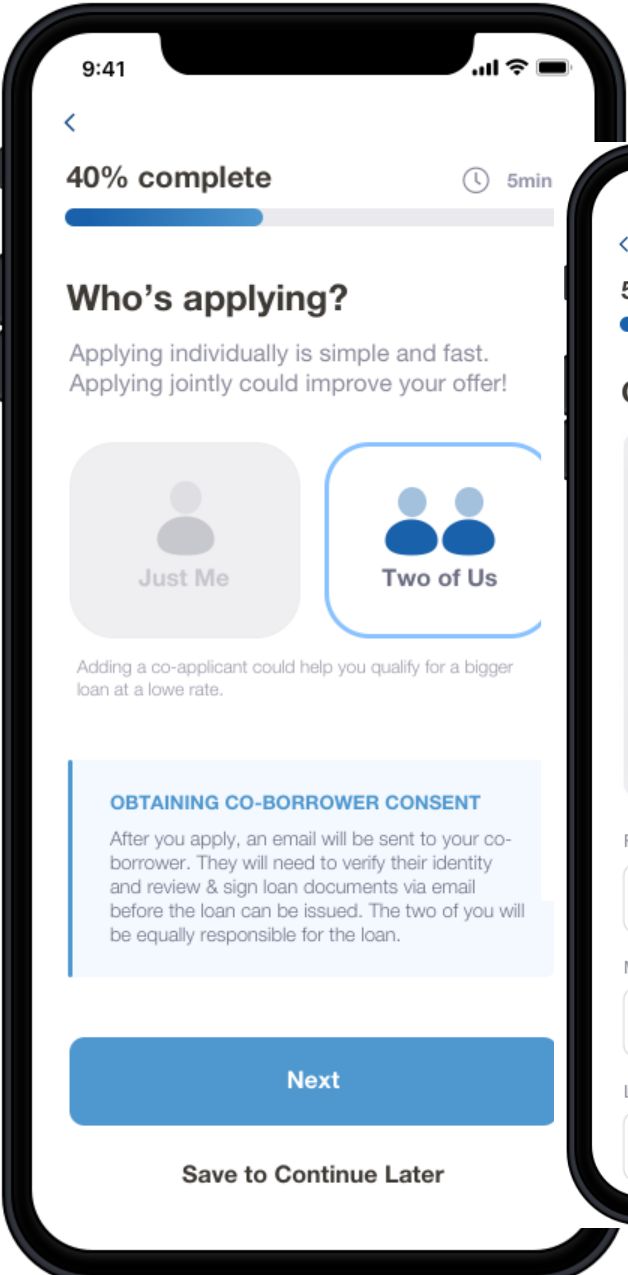 9:41
40% complete
5min
Who's applying?
Applying individually is simple and fast.
Applying jointly could improve your offer!
Just Me
Two of Us
Adding a co-applicant could help you qualify for a bigger
loan at a lowe rate.
OBTAINING CO-BORROWER CONSENT
After you apply, an email will be sent to your co-
borrower. They will need to verify their identity
and review & sign loan documents via email
before the loan can be issued. The two of you will
be equally responsible for the loan.
Next
Save to Continue Later